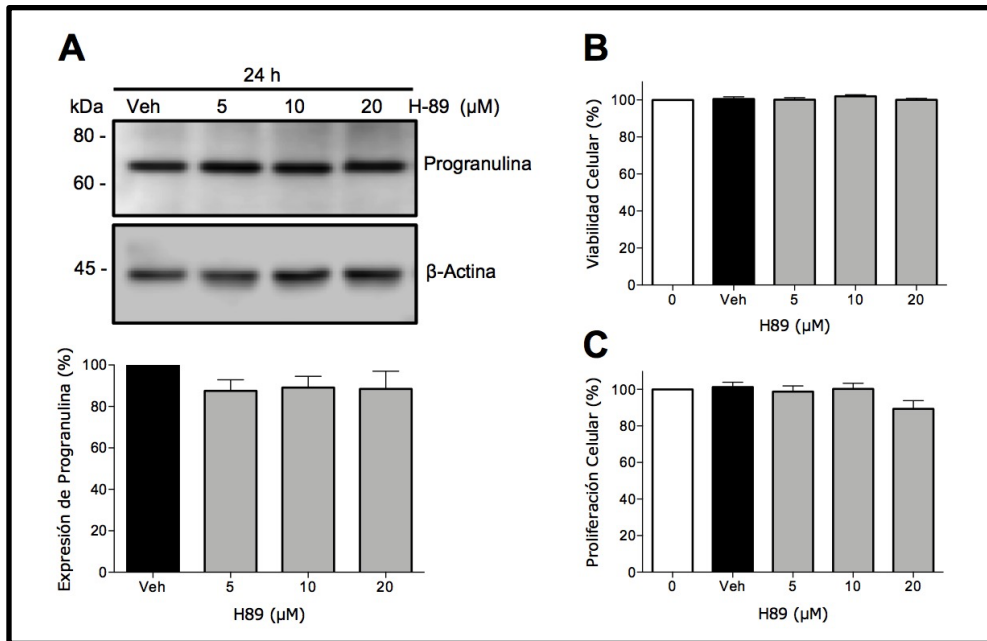 A
24 h
kDa Veh 5 10 20 H-89 (µM)
80 -
Progranulina
60 -
45 -
β-Actina
Expresión de Progranulina (%)
100
80
60
40
20
0
Veh 5 10 20
H89 (µM)
B
Viabilidad Celular (%)
100
80
60
40
20
0
0 Veh 5 10 20
H89 (µM)
C
Proliferación Celular (%)
100
80
60
40
20
0
0 Veh 5 10 20
H89 (µM)